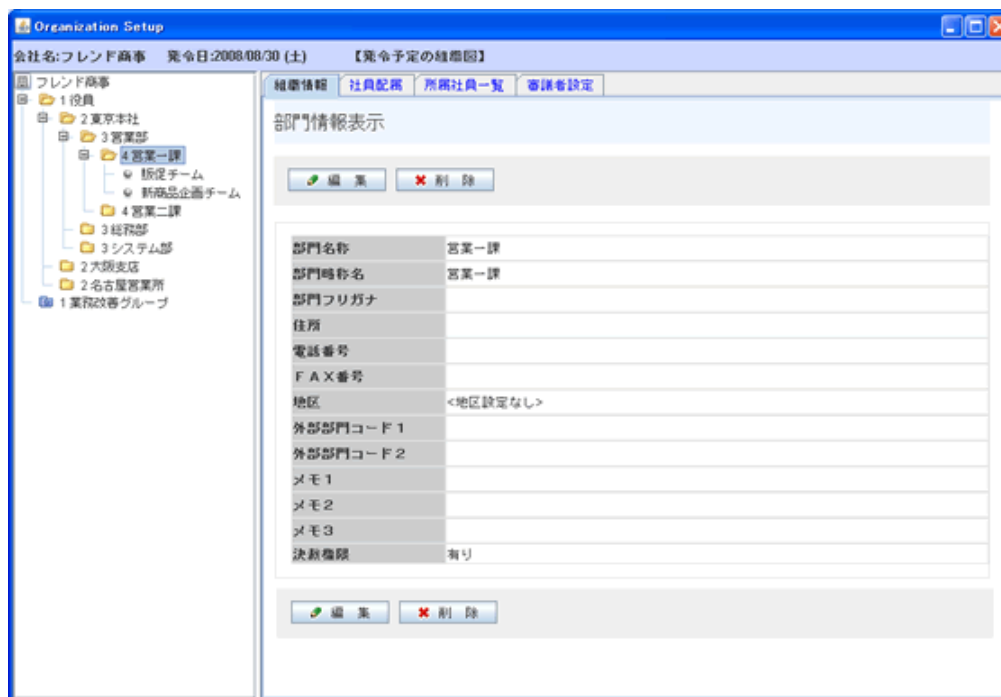 Organization Setup
会社名:フレンド商事 発令日:2008/08/30 (土) 【発令予定の組織図】
フレンド商事
1 役員
2 東京本社
3 営業部
4 営業一課
販促チーム
新商品企画チーム
4 営業二課
3 総務部
3 システム部
2 大阪支店
2 名古屋営業所
1 業務改善グループ
組織情報 社員配属 所属社員一覧 審議者設定
部門情報表示
編 集 削 除
部門名称 営業一課
部門略称名 営業一課
部門フリガナ
住所
電話番号
ＦＡＸ番号
地区 <地区設定なし>
外部部門コード１
外部部門コード２
メモ１
メモ２
メモ３
決裁権限 有り
編 集 削 除